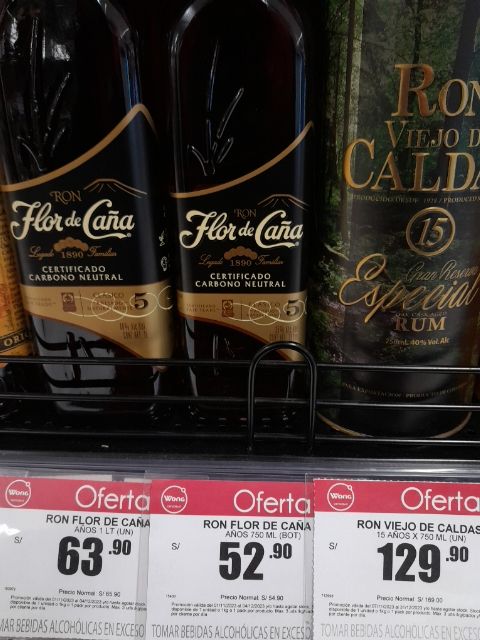 RON
Flor de Caña
Legado 1890 Familiar
CERTIFICADO
CARBONO NEUTRAL
CLÁSICO
5
RON
Flor de Caña
Legado 1890 Familiar
CERTIFICADO
CARBONO NEUTRAL
CLÁSICO
5
RON
VIEJO D
CALDA
15
Gran Reserva
Especial
RUM
750ml. 40% Vol. Alc
Wong
Oferta
RON FLOR DE CAÑA
AÑOS 1 LT (UN)
S/ 63.90
Precio Normal: S/ 65.90
TOMAR BEBIDAS ALCOHÓLICAS EN EXCESO
Wong
Oferta
RON FLOR DE CAÑA
AÑOS 750 ML (BOT)
S/ 52.90
Precio Normal: S/ 54.90
TOMAR BEBIDAS ALCOHÓLICAS EN EXCESO
Wong
Oferta
RON VIEJO DE CALDAS
15 AÑOS X 750 ML (UN)
S/ 129.90
Precio Normal: S/ 169.00
TOMAR BEBIDAS ALCOHÓLICAS EN EXCES